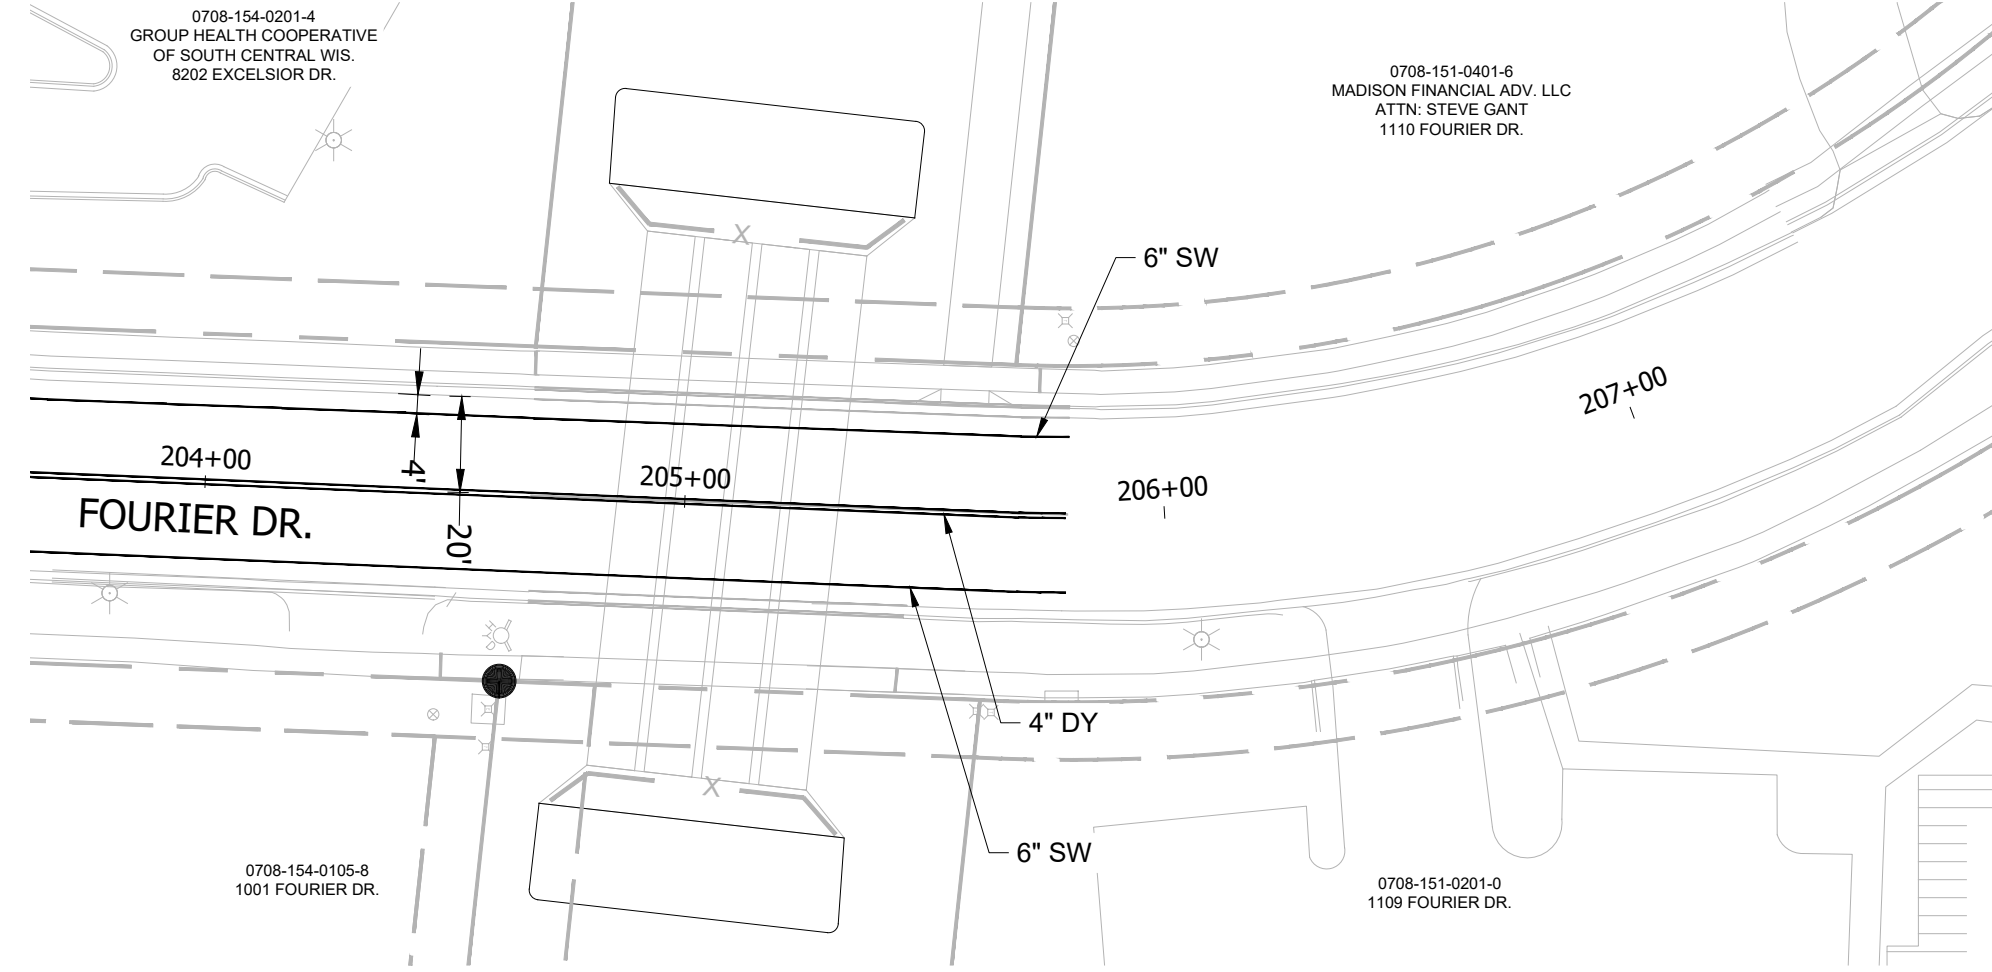 0708-154-0201-4
GROUP HEALTH COOPERATIVE
OF SOUTH CENTRAL WIS.
8202 EXCELSIOR DR.
0708-151-0401-6
MADISON FINANCIAL ADV. LLC
ATTN: STEVE GANT
1110 FOURIER DR.
X
6" SW
207+00
204+00
4'
205+00
206+00
FOURIER DR.
20'
4" DY
X
6" SW
0708-154-0105-8
1001 FOURIER DR.
0708-151-0201-0
1109 FOURIER DR.